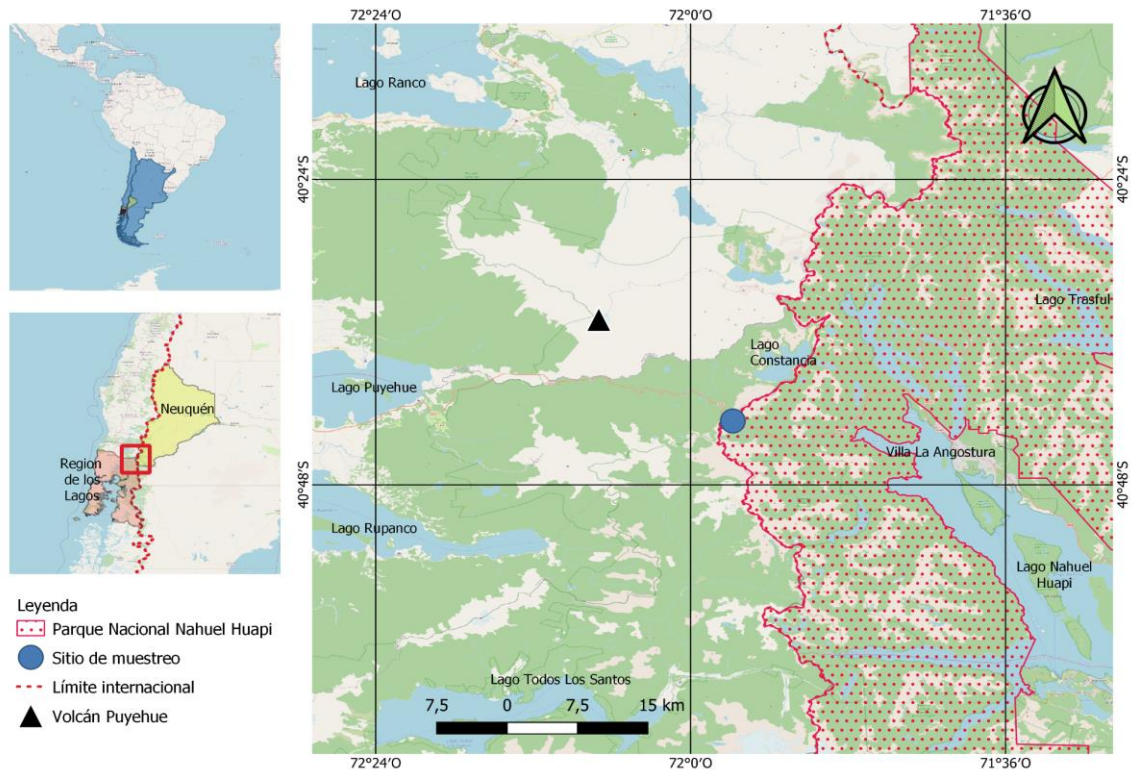 72°24'O
72°0'O
71°36'O
Lago Ranco
40°24'S
40°24'S
Lago Trasful
Lago
Constancia
Lago Puyehue
Neuquén
Villa La Angostura
Region
de los
Lagos
40°48'S
40°48'S
Lago Rupanco
Lago Nahuel
Huapi
Leyenda
Parque Nacional Nahuel Huapi
Sitio de muestreo
Límite internacional
Volcán Puyehue
Lago Todos Los Santos
7,5
0
7,5
15 km
72°24'O
72°0'O
71°36'O